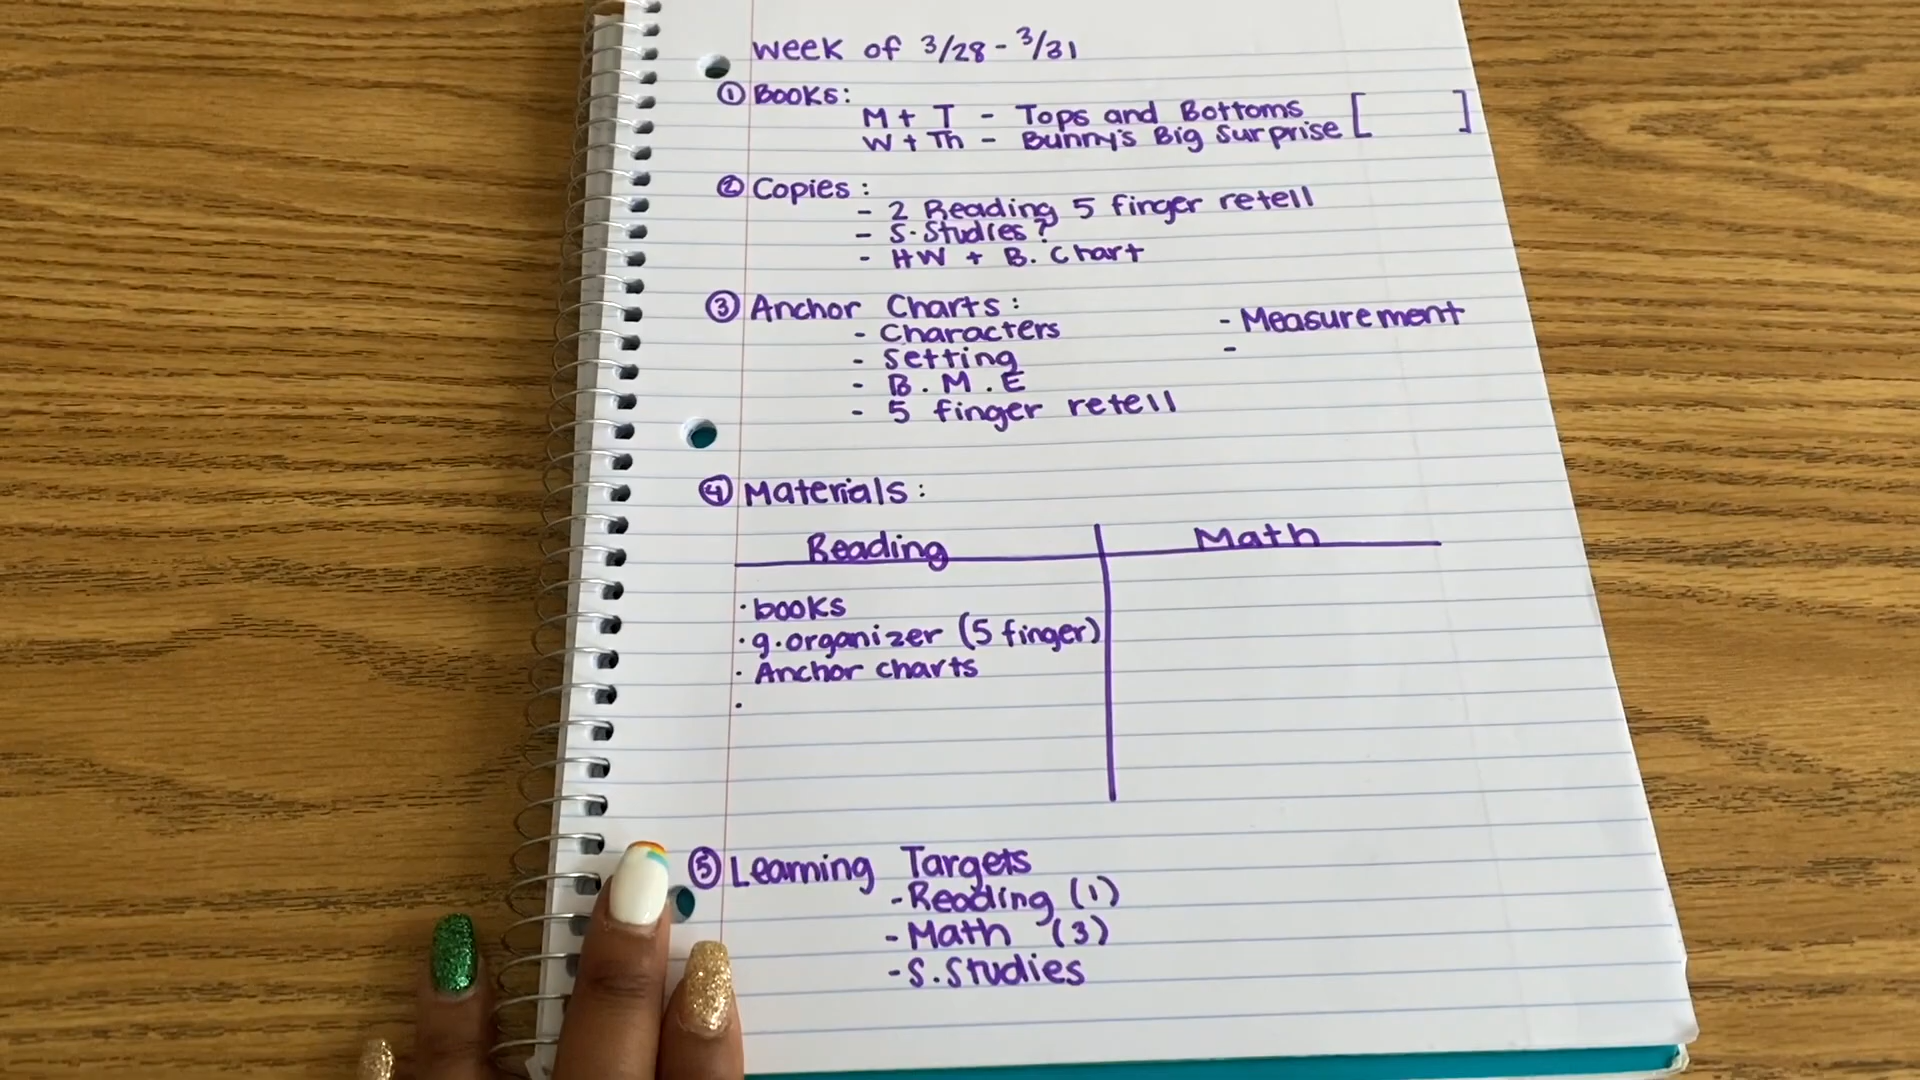 week of 3/28 - 3/31
① Books:
M + T - Tops and Bottoms
W + Th - Bunny's Big Surprise [ ]
② Copies:
- 2 Reading 5 finger retell
- S. Studies?
- HW + B. Chart
③ Anchor Charts:
- Characters
- Setting
- B. M. E
- 5 finger retell
- Measurement
-
④ Materials:
Reading
· books
· g. organizer (5 finger)
· Anchor charts
·
Math
⑤ Learning Targets
- Reading (1)
- Math (3)
- S. Studies